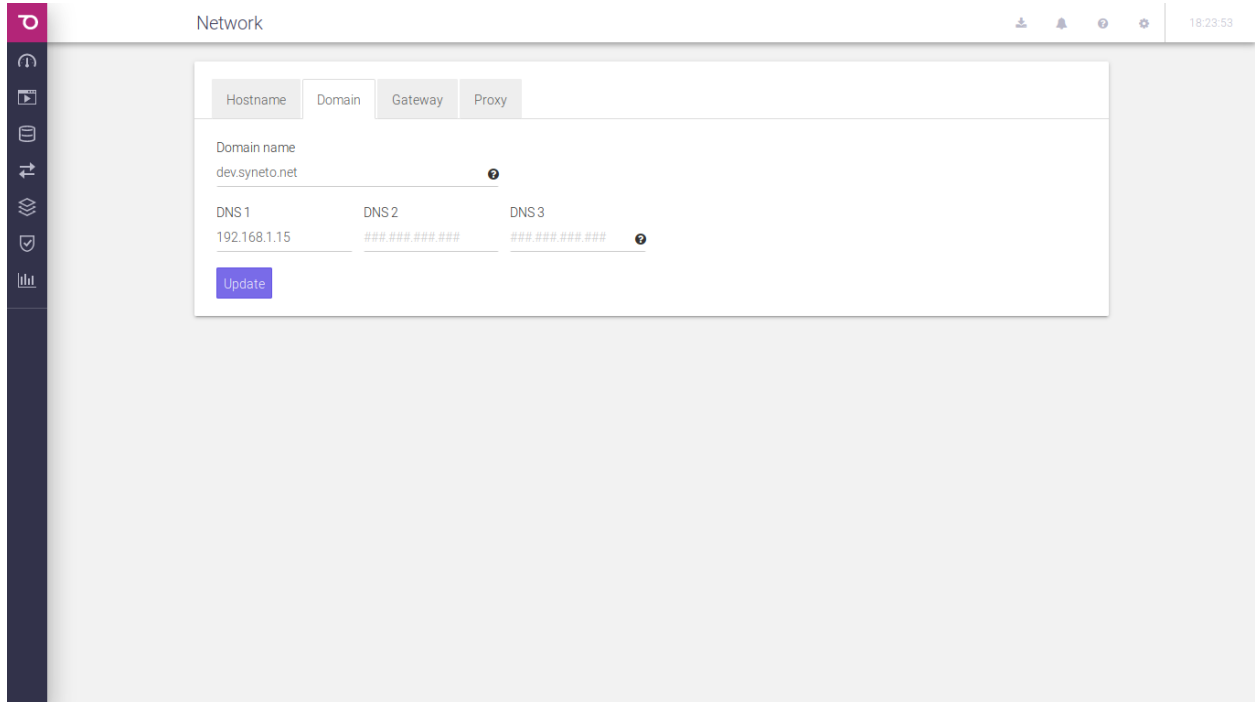 Network
18:23:53
Hostname Domain Gateway Proxy
Domain name
dev.syneto.net
DNS 1 DNS 2 DNS 3
192.168.1.15 ###.###.###.### ###.###.###.###
Update